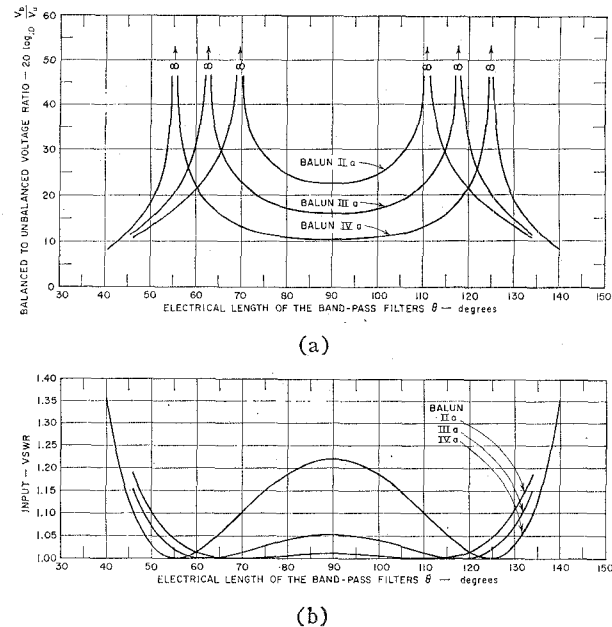 BALANCED TO UNBALANCED VOLTAGE RATIO — 20 log10 Vb/Vu
60
50
40
30
20
10
0
∞ ∞ ∞ ∞ ∞ ∞
BALUN II a
BALUN III a
BALUN IV a
30 40 50 60 70 80 90 100 110 120 130 140 150
ELECTRICAL LENGTH OF THE BAND-PASS FILTERS θ — degrees
(a)
INPUT — VSWR
1.40
1.35
1.30
1.25
1.20
1.15
1.10
1.05
1.00
BALUN
II a
III a
IV a
30 40 50 60 70 80 90 100 110 120 130 140 150
ELECTRICAL LENGTH OF THE BAND-PASS FILTERS θ — degrees
(b)